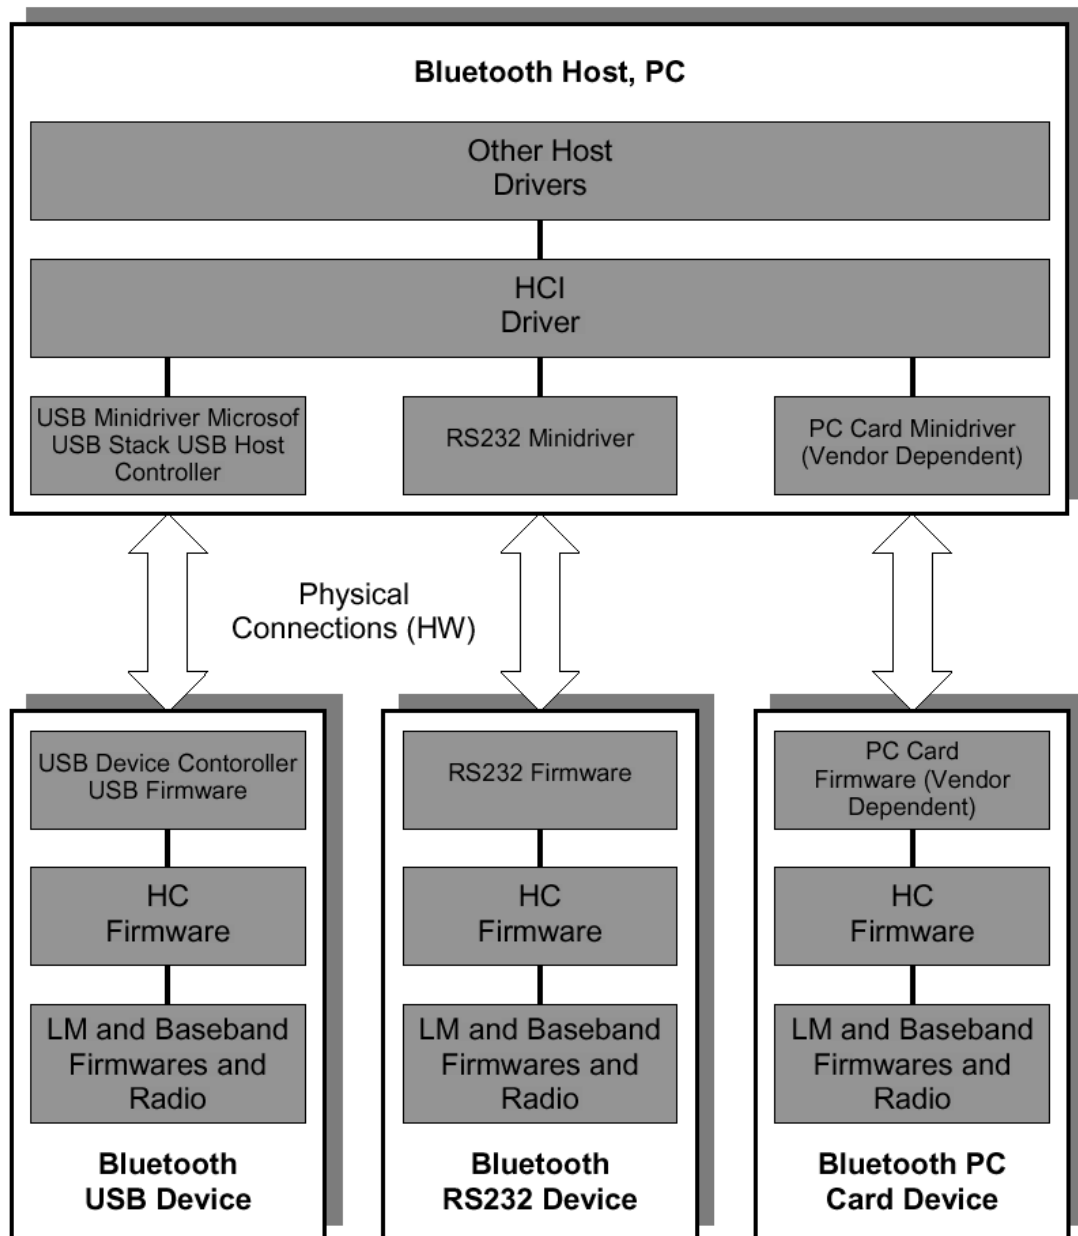 Bluetooth Host, PC
Other Host
Drivers
HCI
Driver
USB Minidriver Microsof
USB Stack USB Host
Controller
RS232 Minidriver
PC Card Minidriver
(Vendor Dependent)
Physical
Connections (HW)
USB Device Contoroller
USB Firmware
RS232 Firmware
PC Card
Firmware (Vendor
Dependent)
HC
Firmware
HC
Firmware
HC
Firmware
LM and Baseband
Firmwares and
Radio
LM and Baseband
Firmwares and
Radio
LM and Baseband
Firmwares and
Radio
Bluetooth
USB Device
Bluetooth
RS232 Device
Bluetooth PC
Card Device